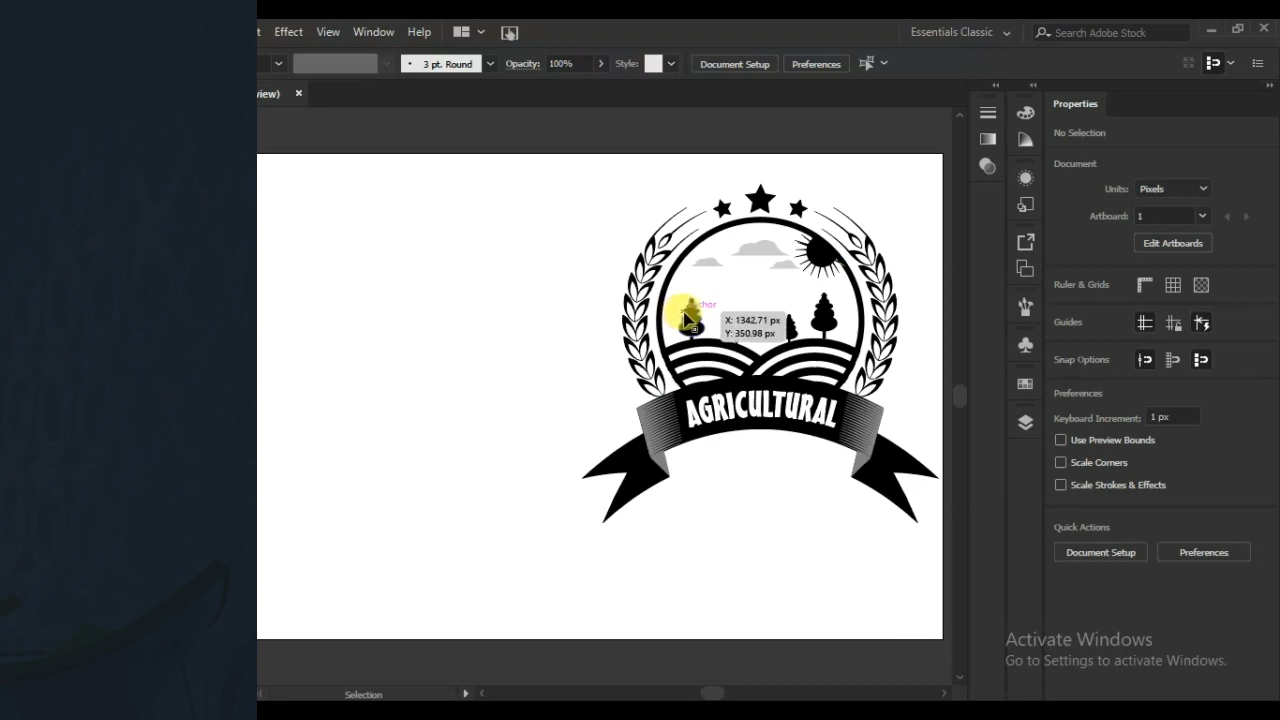 t Effect View Window Help Essentials Classic Search Adobe Stock
3 pt. Round Opacity: 100% Style: Document Setup Preferences
view) ×
Properties
No Selection
Document
Units: Pixels
Artboard: 1
Edit Artboards
Ruler & Grids
Guides
Snap Options
Preferences
Keyboard Increment: 1 px
Use Preview Bounds
Scale Corners
Scale Strokes & Effects
Quick Actions
Document Setup Preferences
chor
X: 1342.71 px
Y: 350.98 px
AGRICULTURAL
Activate Windows
Go to Settings to activate Windows.
Selection